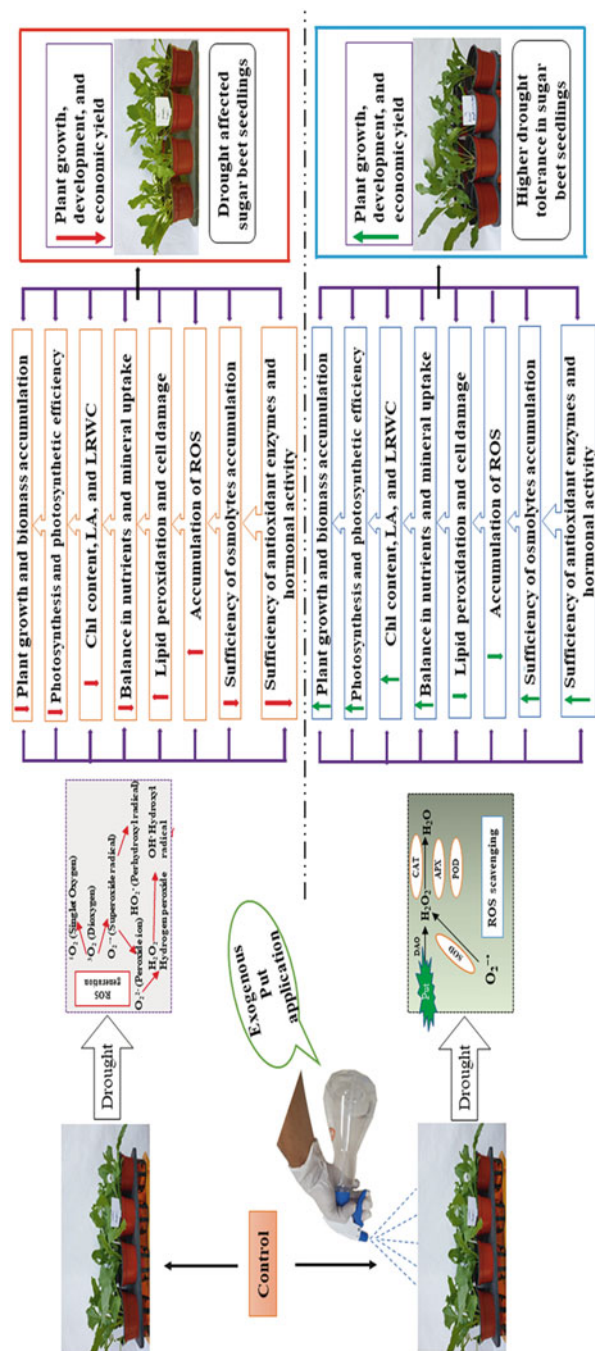 Control
Exogenous
Put
application
Drought
ROS
generation
¹O₂ (Singlet Oxygen)
³O₂ (Dioxygen)
O₂⁻• (Superoxide radical)
HO₂• (Perhydroxyl radical)
O₂²⁻ (Peroxide ion)
H₂O₂
Hydrogen peroxide
OH• Hydroxyl
radical
Plant growth and biomass accumulation
Photosynthesis and photosynthetic efficiency
Chl content, LA, and LRWC
Balance in nutrients and mineral uptake
Lipid peroxidation and cell damage
Accumulation of ROS
Sufficiency of osmolytes accumulation
Sufficiency of antioxidant enzymes and
hormonal activity
Plant growth,
development, and
economic yield
Drought affected
sugar beet seedlings
Drought
Put
DAO
H₂O₂
CAT
APX
POD
H₂O
SOD
O₂⁻•
ROS scavenging
Plant growth and biomass accumulation
Photosynthesis and photosynthetic efficiency
Chl content, LA, and LRWC
Balance in nutrients and mineral uptake
Lipid peroxidation and cell damage
Accumulation of ROS
Sufficiency of osmolytes accumulation
Sufficiency of antioxidant enzymes and
hormonal activity
Plant growth,
development, and
economic yield
Higher drought
tolerance in sugar
beet seedlings